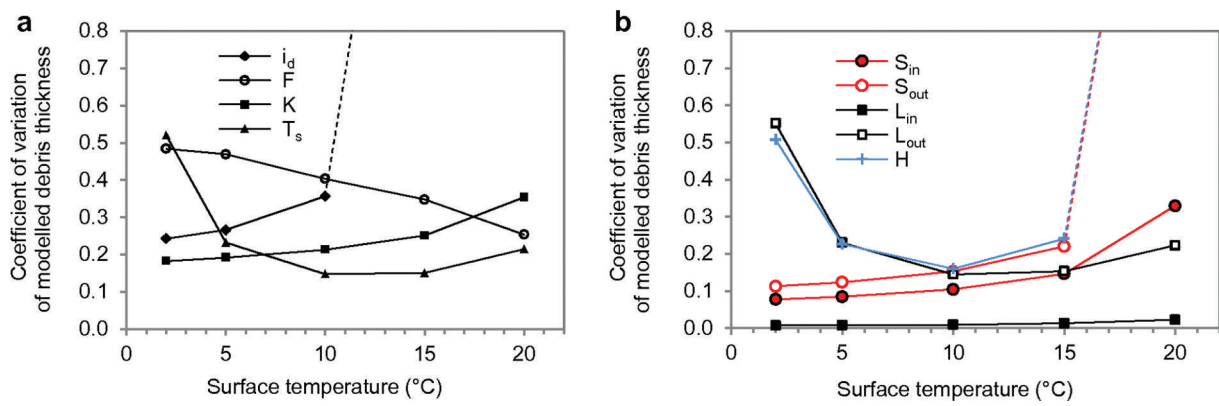 a
Coefficient of variation
of modelled debris thickness
0.8
0.7
0.6
0.5
0.4
0.3
0.2
0.1
0.0
i_d
F
K
T_s
0 5 10 15 20
Surface temperature (°C)
b
Coefficient of variation
of modelled debris thickness
0.8
0.7
0.6
0.5
0.4
0.3
0.2
0.1
0.0
S_in
S_out
L_in
L_out
H
0 5 10 15 20
Surface temperature (°C)